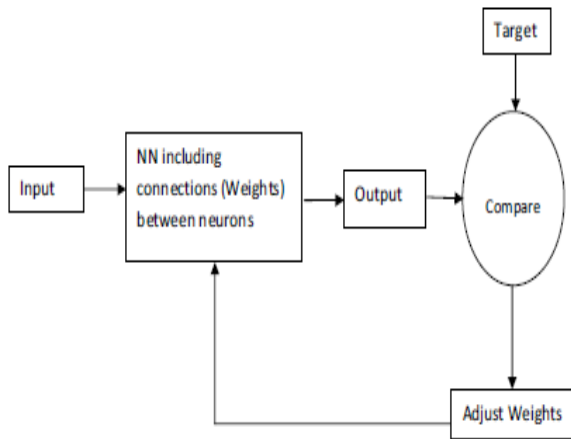 Target
NN including
connections (Weights)
between neurons
Input
Output
Compare
Adjust Weights